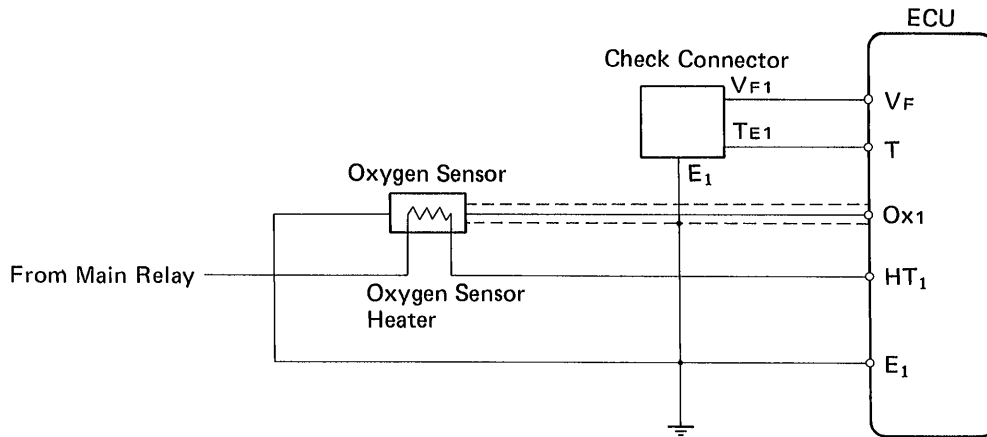 ECU
Check Connector
VF1
VF
TE1
T
E1
Oxygen Sensor
Ox1
From Main Relay
HT1
Oxygen Sensor
Heater
E1